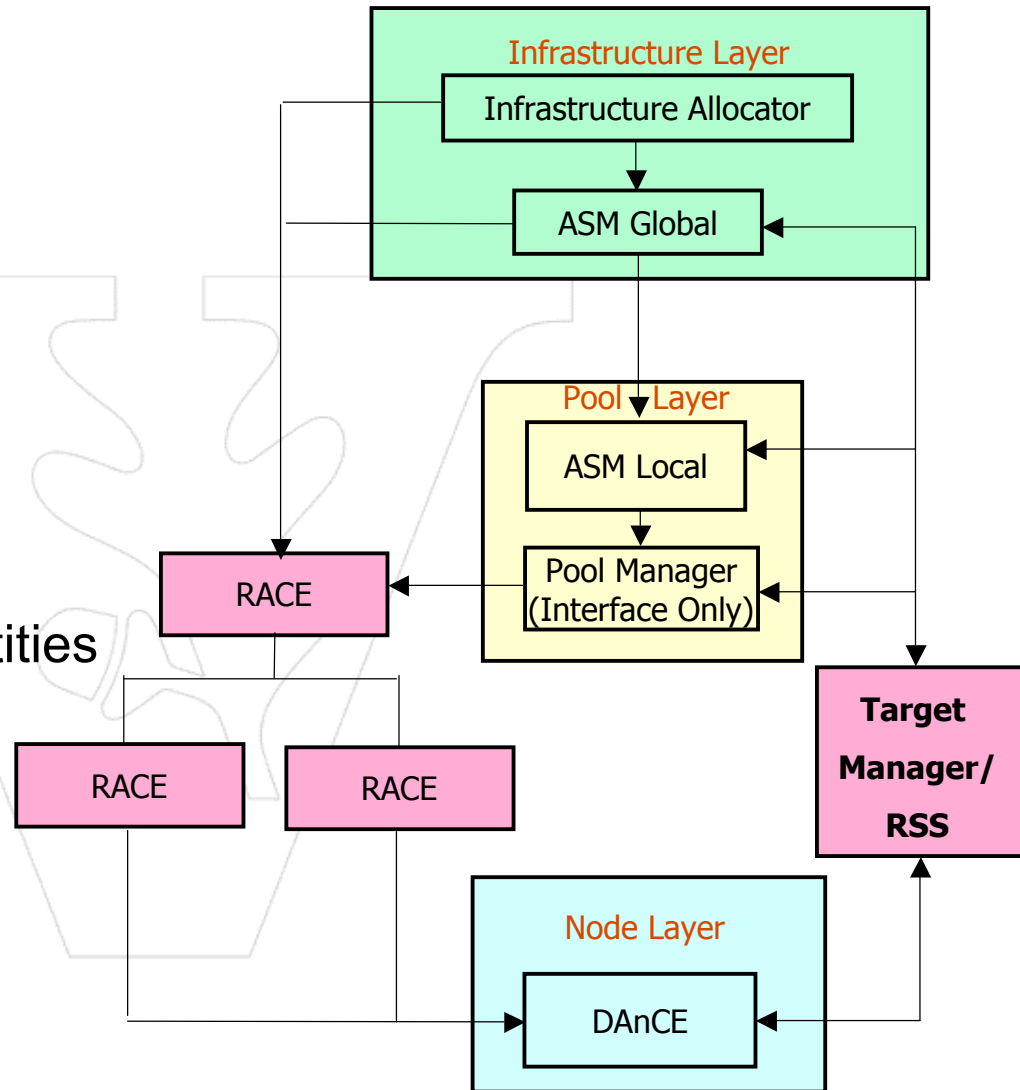 Infrastructure Layer
Infrastructure Allocator
ASM Global
Pool Layer
ASM Local
Pool Manager
(Interface Only)
RACE
RACE
RACE
Target
Manager/
RSS
Node Layer
DAnCE